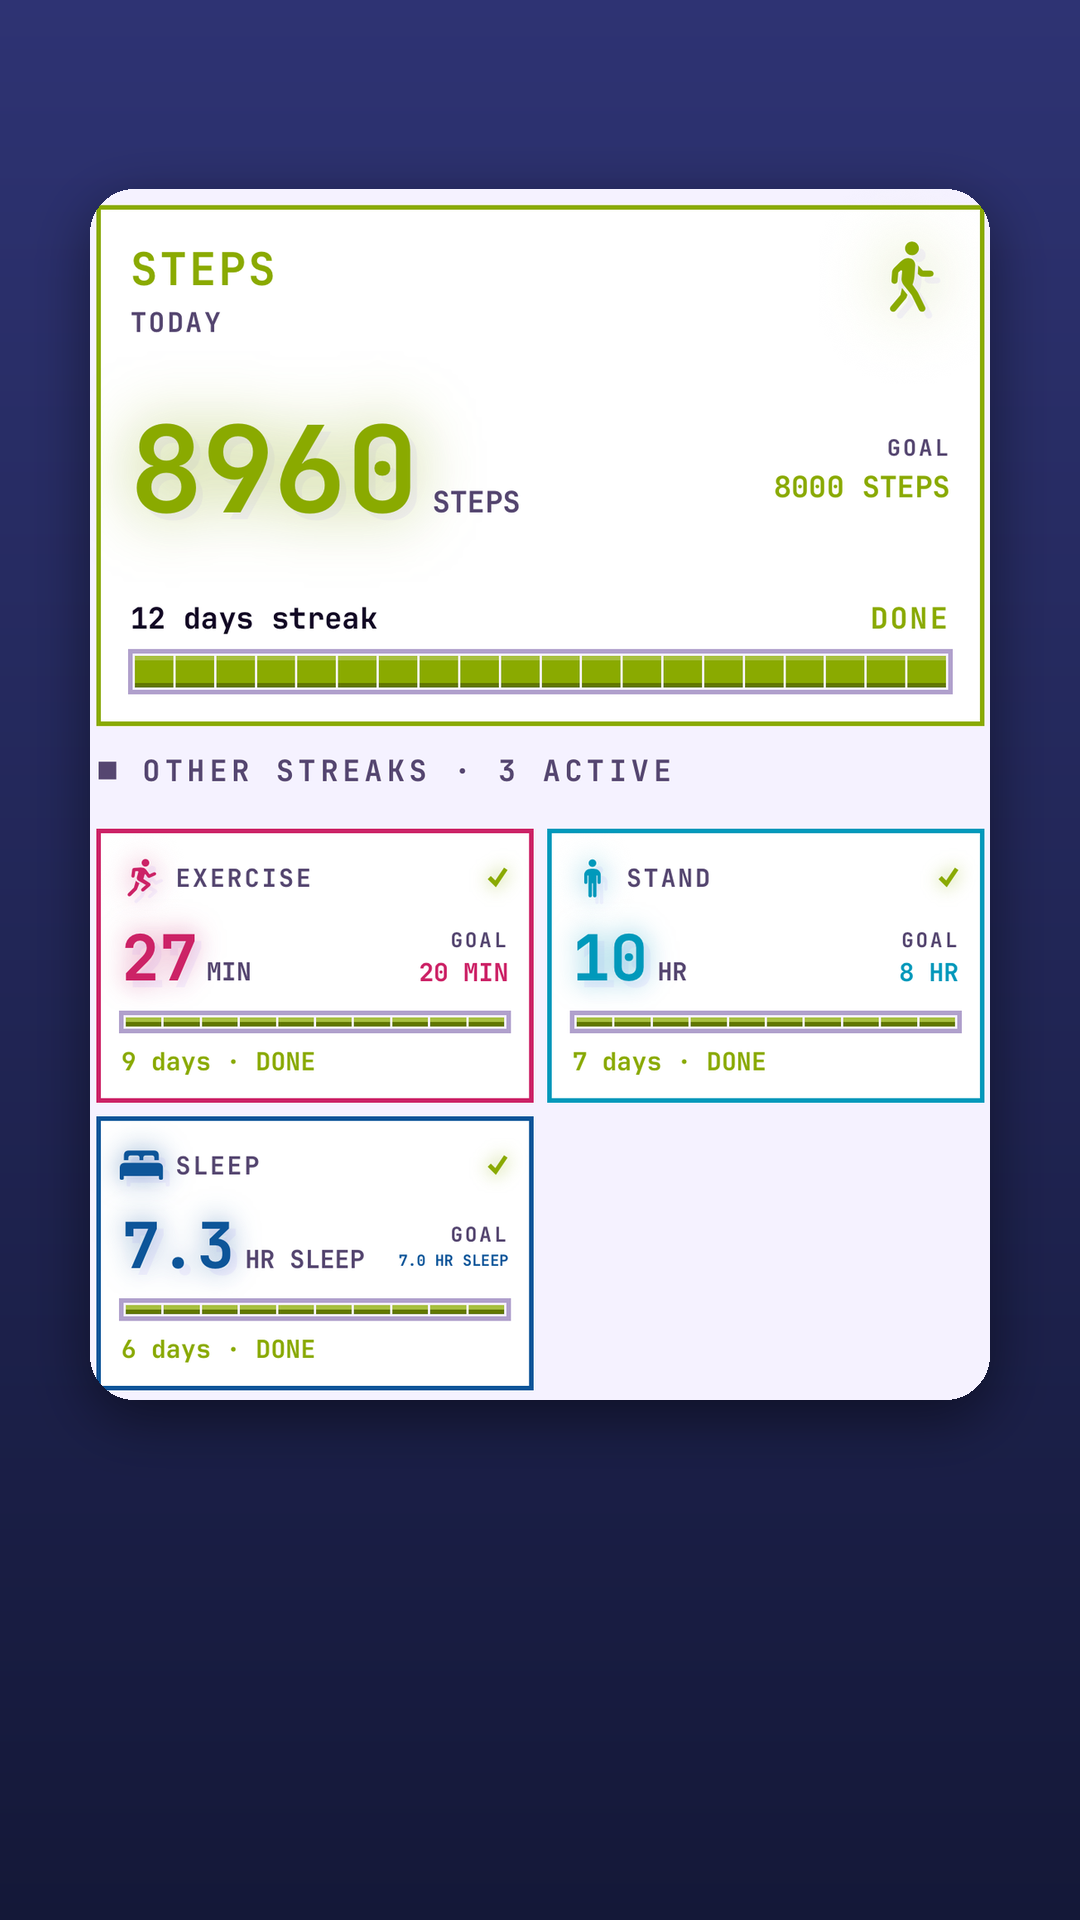 STEPS
TODAY
8960 STEPS
GOAL
8000 STEPS
12 days streak
DONE
■ OTHER STREAKS · 3 ACTIVE
EXERCISE
27 MIN
GOAL
20 MIN
9 days · DONE
STAND
10 HR
GOAL
8 HR
7 days · DONE
SLEEP
7.3 HR SLEEP
GOAL
7.0 HR SLEEP
6 days · DONE